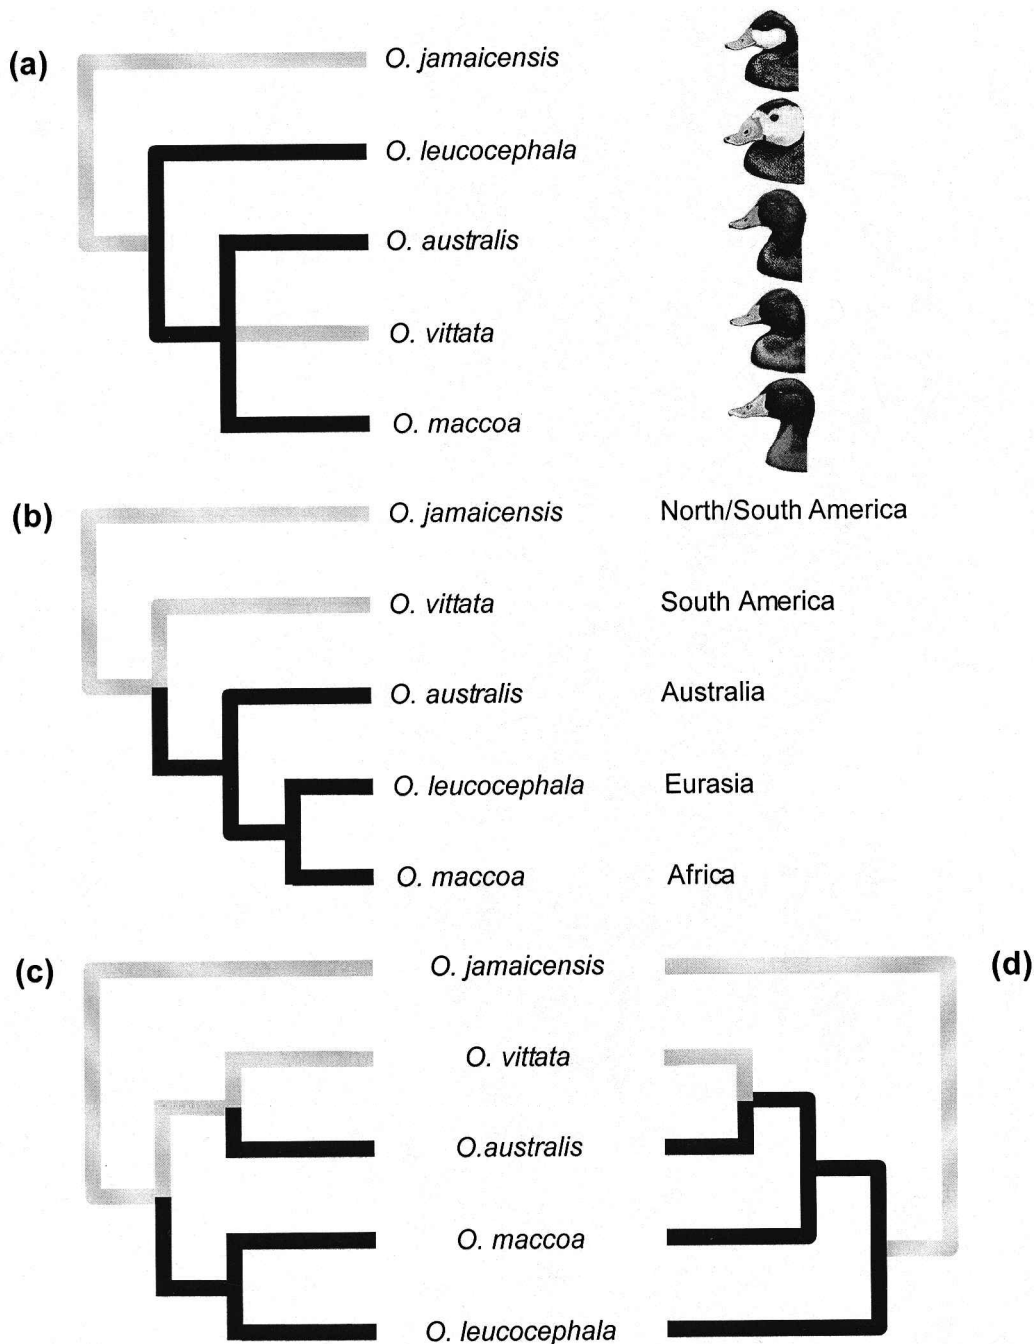 (a)
O. jamaicensis
O. leucocephala
O. australis
O. vittata
O. maccoa
(b)
O. jamaicensis North/South America
O. vittata South America
O. australis Australia
O. leucocephala Eurasia
O. maccoa Africa
(c) O. jamaicensis (d)
O. vittata
O.australis
O. maccoa
O. leucocephala